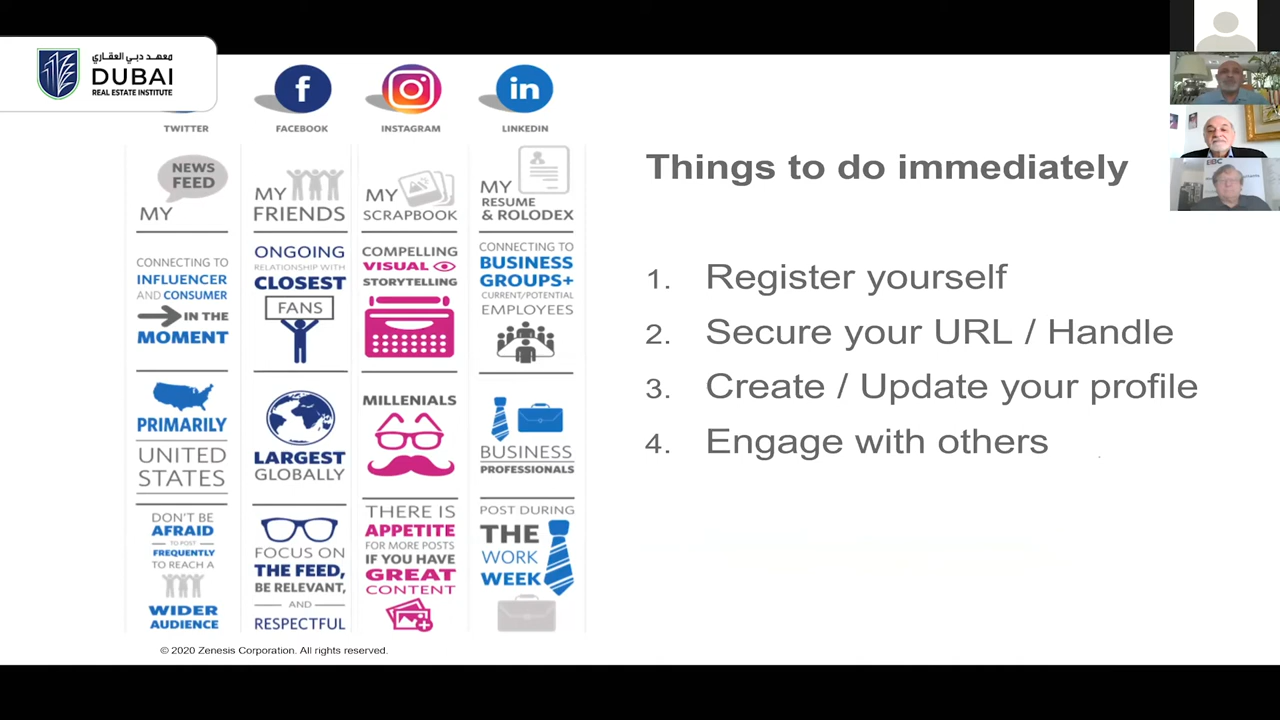 معهد دبي العقاري
DUBAI
REAL ESTATE INSTITUTE
TWITTER
NEWS
FEED
MY
CONNECTING TO
INFLUENCER
AND CONSUMER
IN THE
MOMENT
PRIMARILY
UNITED
STATES
DON'T BE
AFRAID
TO POST
FREQUENTLY
TO REACH A
WIDER
AUDIENCE
f
FACEBOOK
MY
FRIENDS
ONGOING
RELATIONSHIP WITH
CLOSEST
FANS
LARGEST
GLOBALLY
FOCUS ON
THE FEED,
BE RELEVANT,
AND
RESPECTFUL
INSTAGRAM
MY
SCRAPBOOK
COMPELLING
VISUAL
STORYTELLING
MILLENIALS
THERE IS
APPETITE
FOR MORE POSTS
IF YOU HAVE
GREAT
CONTENT
in
LINKEDIN
MY
RESUME
& ROLODEX
CONNECTING TO
BUSINESS
GROUPS+
CURRENT/POTENTIAL
EMPLOYEES
BUSINESS
PROFESSIONALS
POST DURING
THE
WORK
WEEK
© 2020 Zenesis Corporation. All rights reserved.
Things to do immediately
1. Register yourself
2. Secure your URL / Handle
3. Create / Update your profile
4. Engage with others